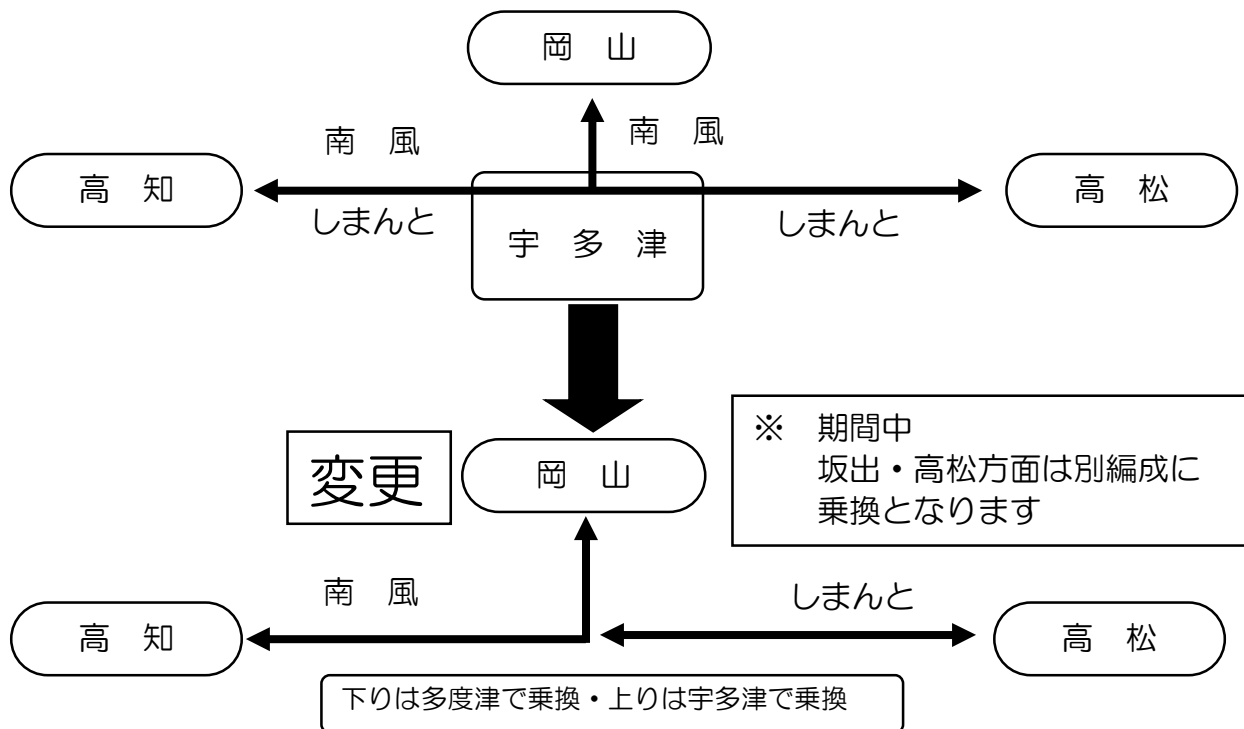 岡　山
南　風
南　風
高　知
高　松
しまんと
しまんと
宇　多　津
変更
岡　山
※　期間中
坂出・高松方面は別編成に
乗換となります
南　風
しまんと
高　知
高　松
下りは多度津で乗換・上りは宇多津で乗換